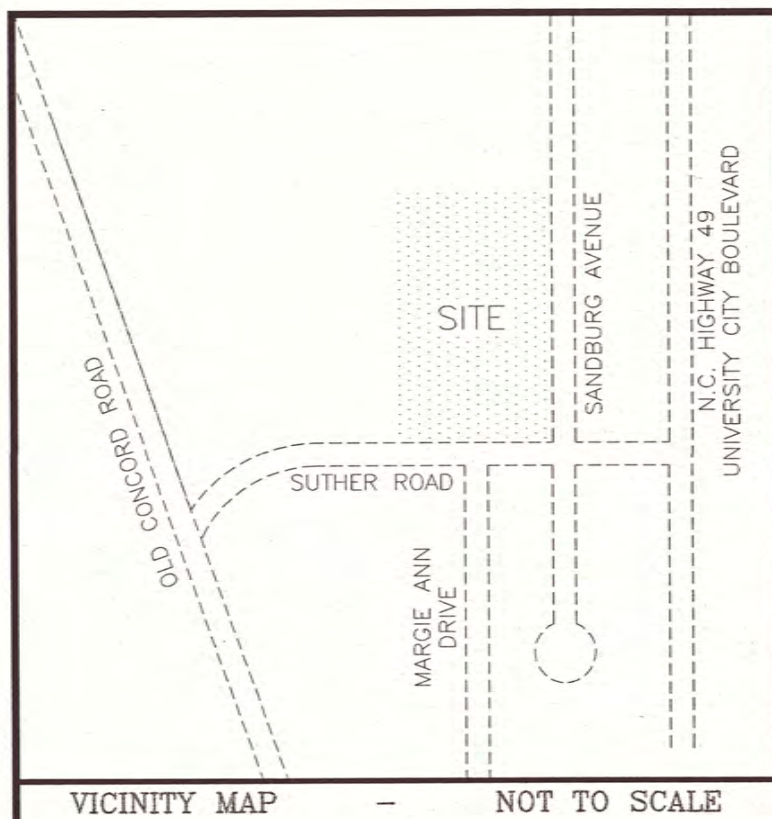 SITE
SANDBURG AVENUE
N.C. HIGHWAY 49
UNIVERSITY CITY BOULEVARD
OLD CONCORD ROAD
SUTHER ROAD
MARGIE ANN
DRIVE
VICINITY MAP - NOT TO SCALE